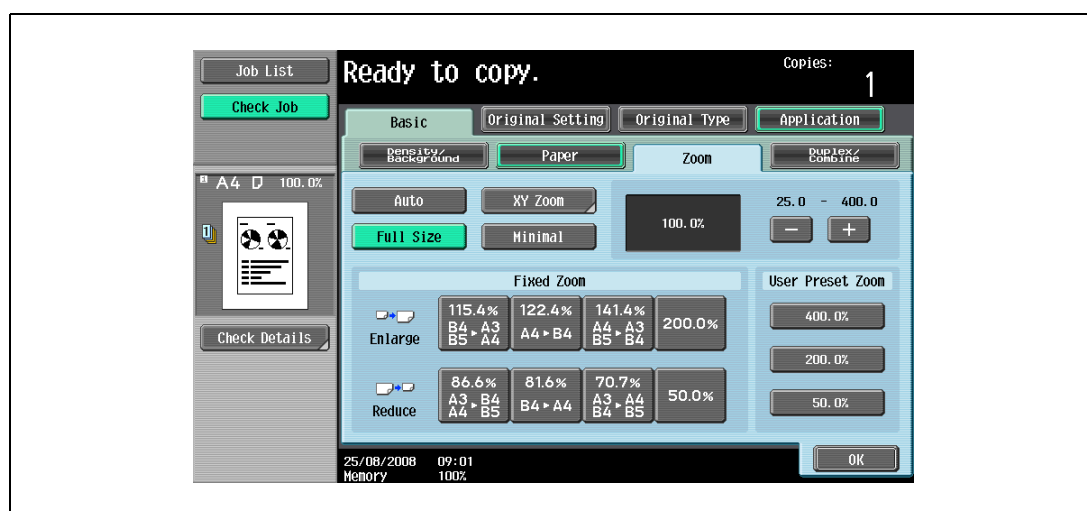 Job List
Check Job
Ready to copy.
Copies:
1
Basic
Original Setting
Original Type
Application
Density/
Background
Paper
Zoom
Duplex/
Combine
1 A4 100.0%
1
Auto
XY Zoom
Full Size
Minimal
100.0%
25.0 - 400.0
− +
Check Details
Fixed Zoom
Enlarge
115.4%
B4 ▸ A3
B5 ▸ A4
122.4%
A4 ▸ B4
141.4%
A4 ▸ A3
B5 ▸ B4
200.0%
Reduce
86.6%
A3 ▸ B4
A4 ▸ B5
81.6%
B4 ▸ A4
70.7%
A3 ▸ A4
B4 ▸ B5
50.0%
User Preset Zoom
400.0%
200.0%
50.0%
25/08/2008 09:01
Memory 100%
OK